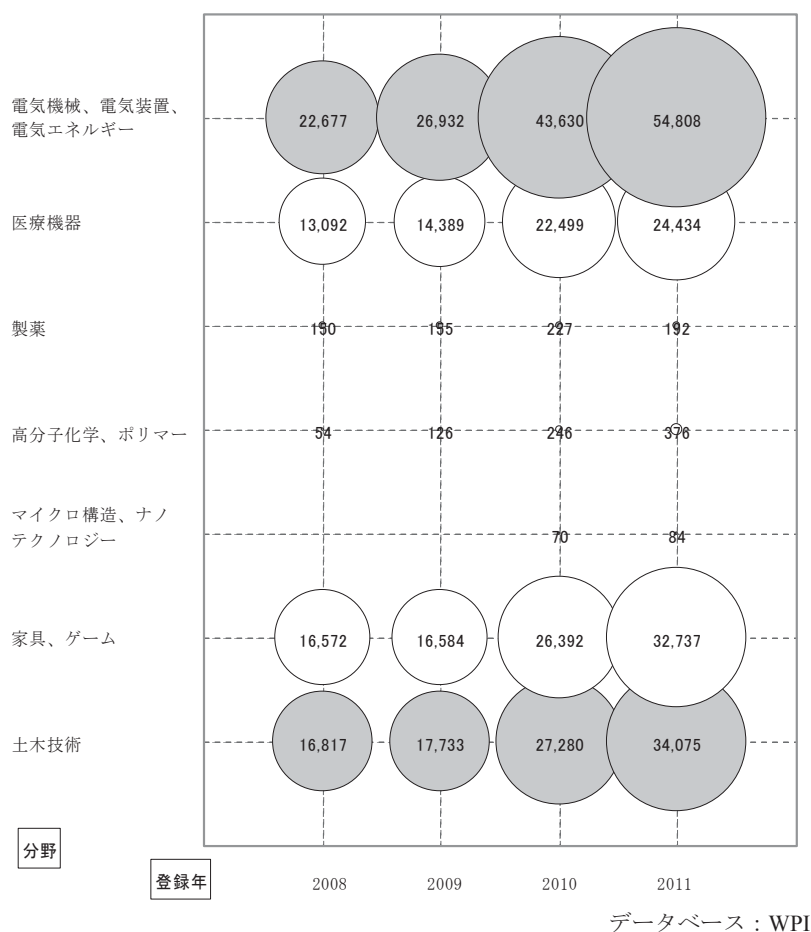 電気機械、電気装置、
電気エネルギー
22,677 26,932 43,630 54,808
医療機器
13,092 14,389 22,499 24,434
製薬
227 192
高分子化学、ポリマー
54 126 246 376
マイクロ構造、ナノ
テクノロジー
70 84
家具、ゲーム
16,572 16,584 26,392 32,737
土木技術
16,817 17,733 27,280 34,075
分野
登録年
2008 2009 2010 2011
データベース：WPI